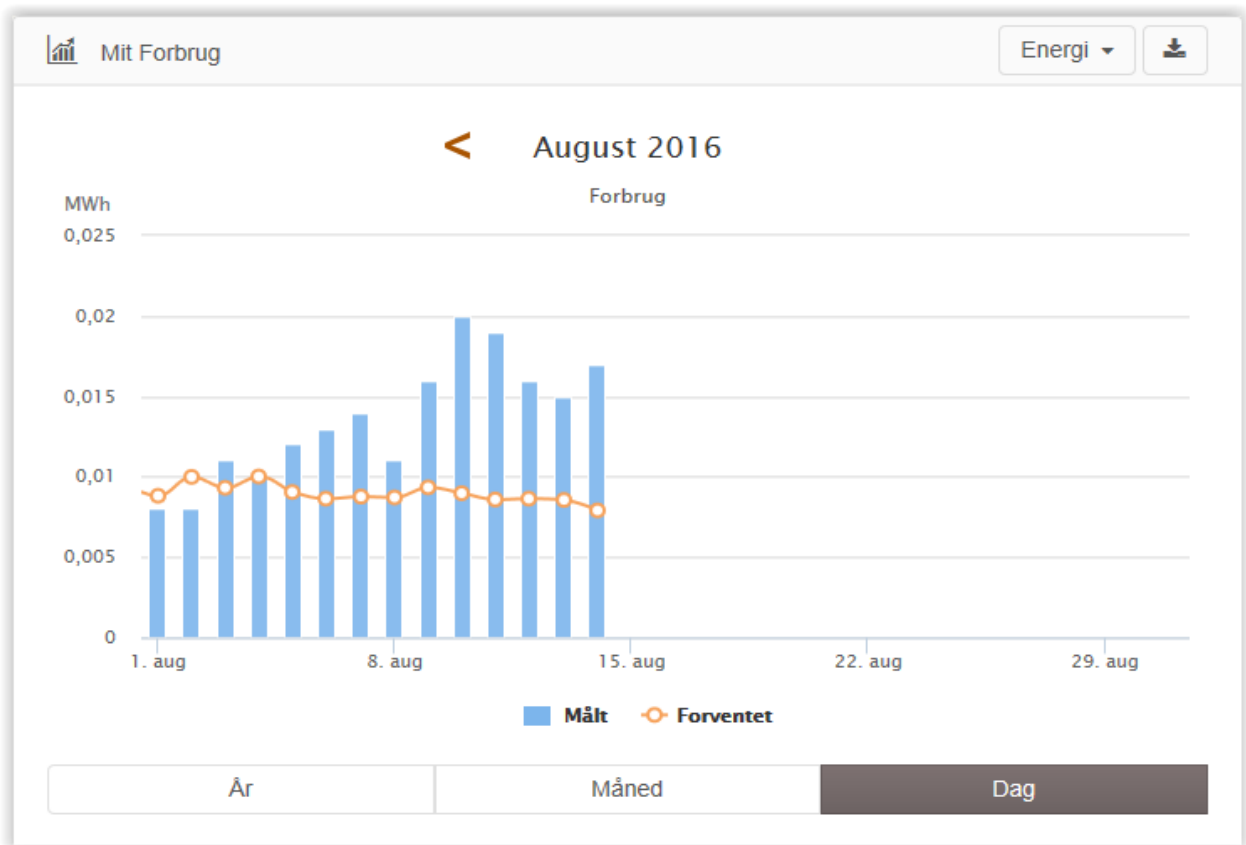 Mit Forbrug
Energi
< August 2016
Forbrug
MWh
0,025
0,02
0,015
0,01
0,005
0
1. aug 8. aug 15. aug 22. aug 29. aug
Målt Forventet
År Måned Dag